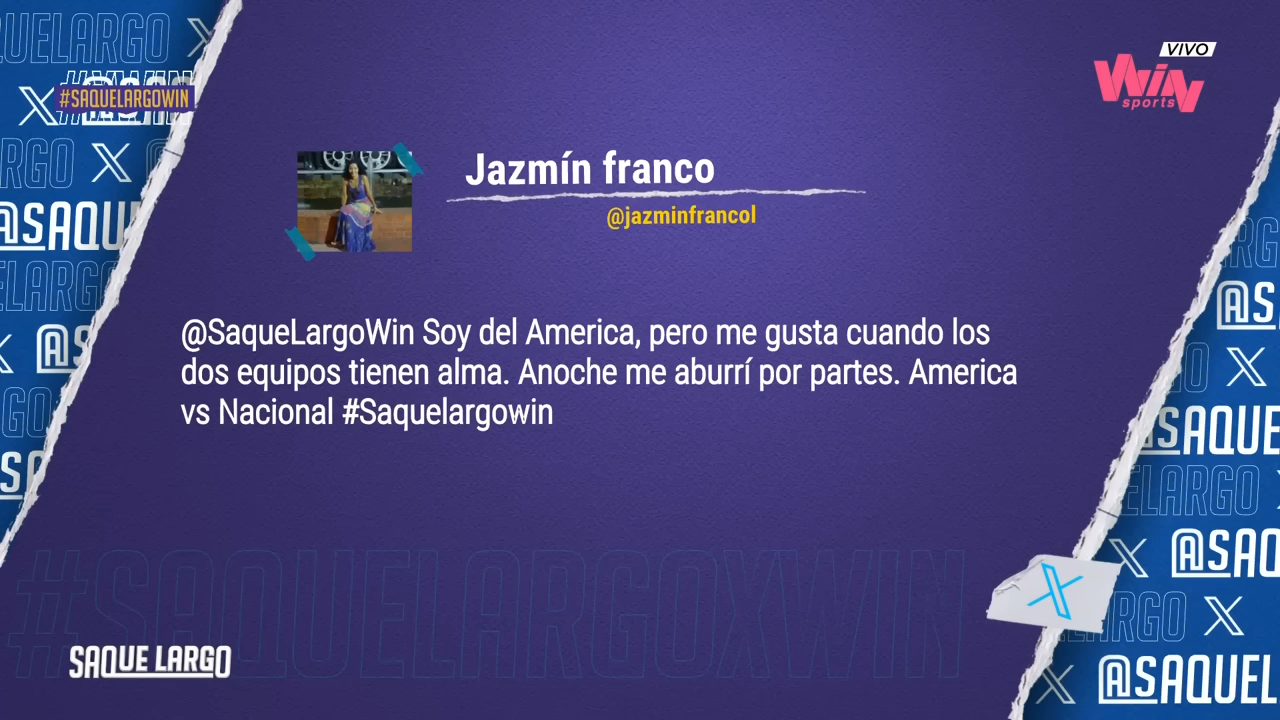 VIVO
WiN
sports
#SAQUELARGOWIN
Jazmín franco
@jazminfrancol
@SaqueLargoWin Soy del America, pero me gusta cuando los
dos equipos tienen alma. Anoche me aburrí por partes. America
vs Nacional #Saquelargowin
#SAQUELARGOXWIN
SAQUE LARGO